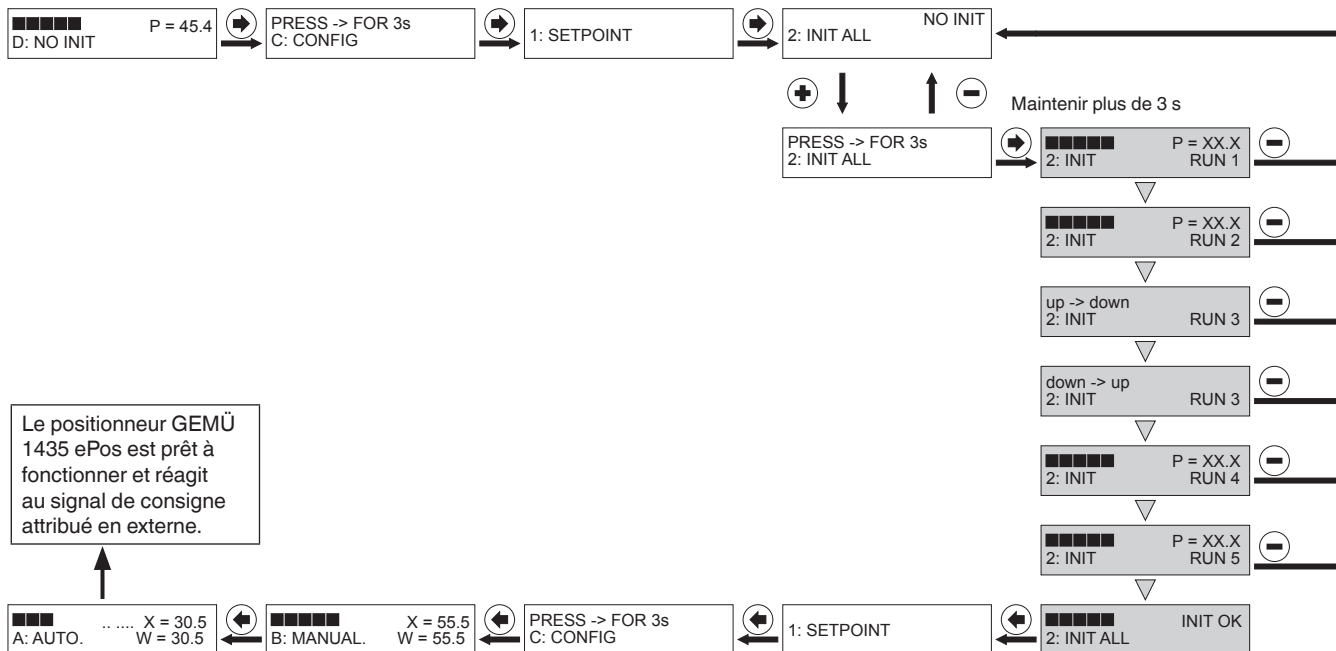 P = 45.4
D: NO INIT
PRESS -> FOR 3s
C: CONFIG
1: SETPOINT
NO INIT
2: INIT ALL
Maintenir plus de 3 s
PRESS -> FOR 3s
2: INIT ALL
P = XX.X
2: INIT RUN 1
P = XX.X
2: INIT RUN 2
up -> down
2: INIT RUN 3
down -> up
2: INIT RUN 3
P = XX.X
2: INIT RUN 4
P = XX.X
2: INIT RUN 5
Le positionneur GEMÜ
1435 ePos est prêt à
fonctionner et réagit
au signal de consigne
attribué en externe.
.. .... X = 30.5
A: AUTO. W = 30.5
X = 55.5
B: MANUAL. W = 55.5
PRESS -> FOR 3s
C: CONFIG
1: SETPOINT
INIT OK
2: INIT ALL